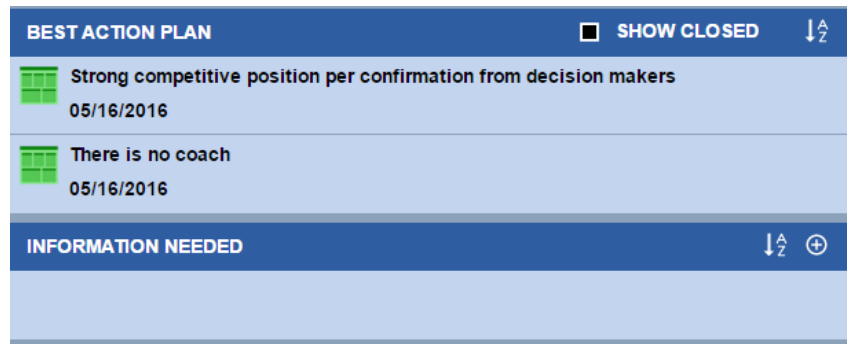 BEST ACTION PLAN SHOW CLOSED A Z
Strong competitive position per confirmation from decision makers
05/16/2016
There is no coach
05/16/2016
INFORMATION NEEDED A Z